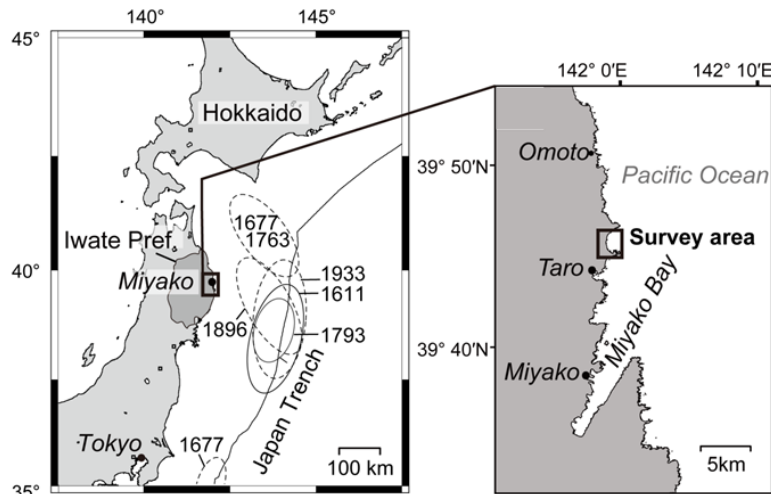 140°
145°
45°
Hokkaido
1677
1763
Iwate Pref.
40°
Miyako
1933
1611
1896
1793
Japan Trench
Tokyo
1677
100 km
35°
142° 0′E
142° 10′E
Omoto
39° 50′N
Pacific Ocean
Survey area
Taro
Miyako Bay
39° 40′N
Miyako
5km